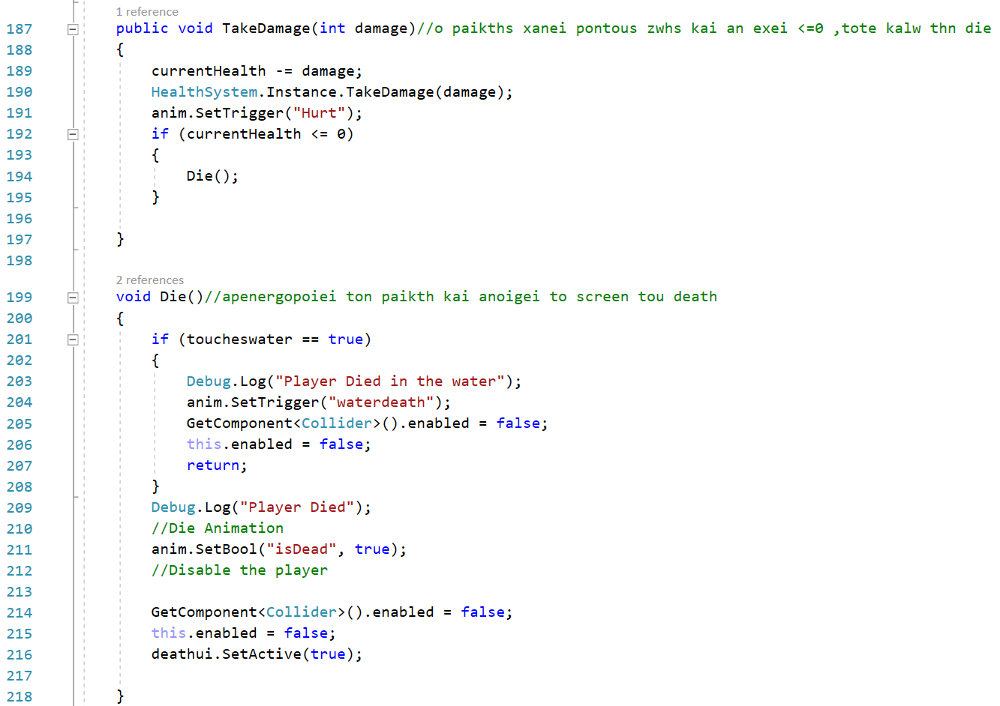 1 reference
187 public void TakeDamage(int damage)//o paikths xanei pontous zwhs kai an exei <=0 ,tote kalw thn die
188 {
189 currentHealth -= damage;
190 HealthSystem.Instance.TakeDamage(damage);
191 anim.SetTrigger("Hurt");
192 if (currentHealth <= 0)
193 {
194 Die();
195 }
196
197 }
198
2 references
199 void Die()//apenergopoiei ton paikth kai anoigei to screen tou death
200 {
201 if (toucheswater == true)
202 {
203 Debug.Log("Player Died in the water");
204 anim.SetTrigger("waterdeath");
205 GetComponent<Collider>().enabled = false;
206 this.enabled = false;
207 return;
208 }
209 Debug.Log("Player Died");
210 //Die Animation
211 anim.SetBool("isDead", true);
212 //Disable the player
213
214 GetComponent<Collider>().enabled = false;
215 this.enabled = false;
216 deathui.SetActive(true);
217
218 }